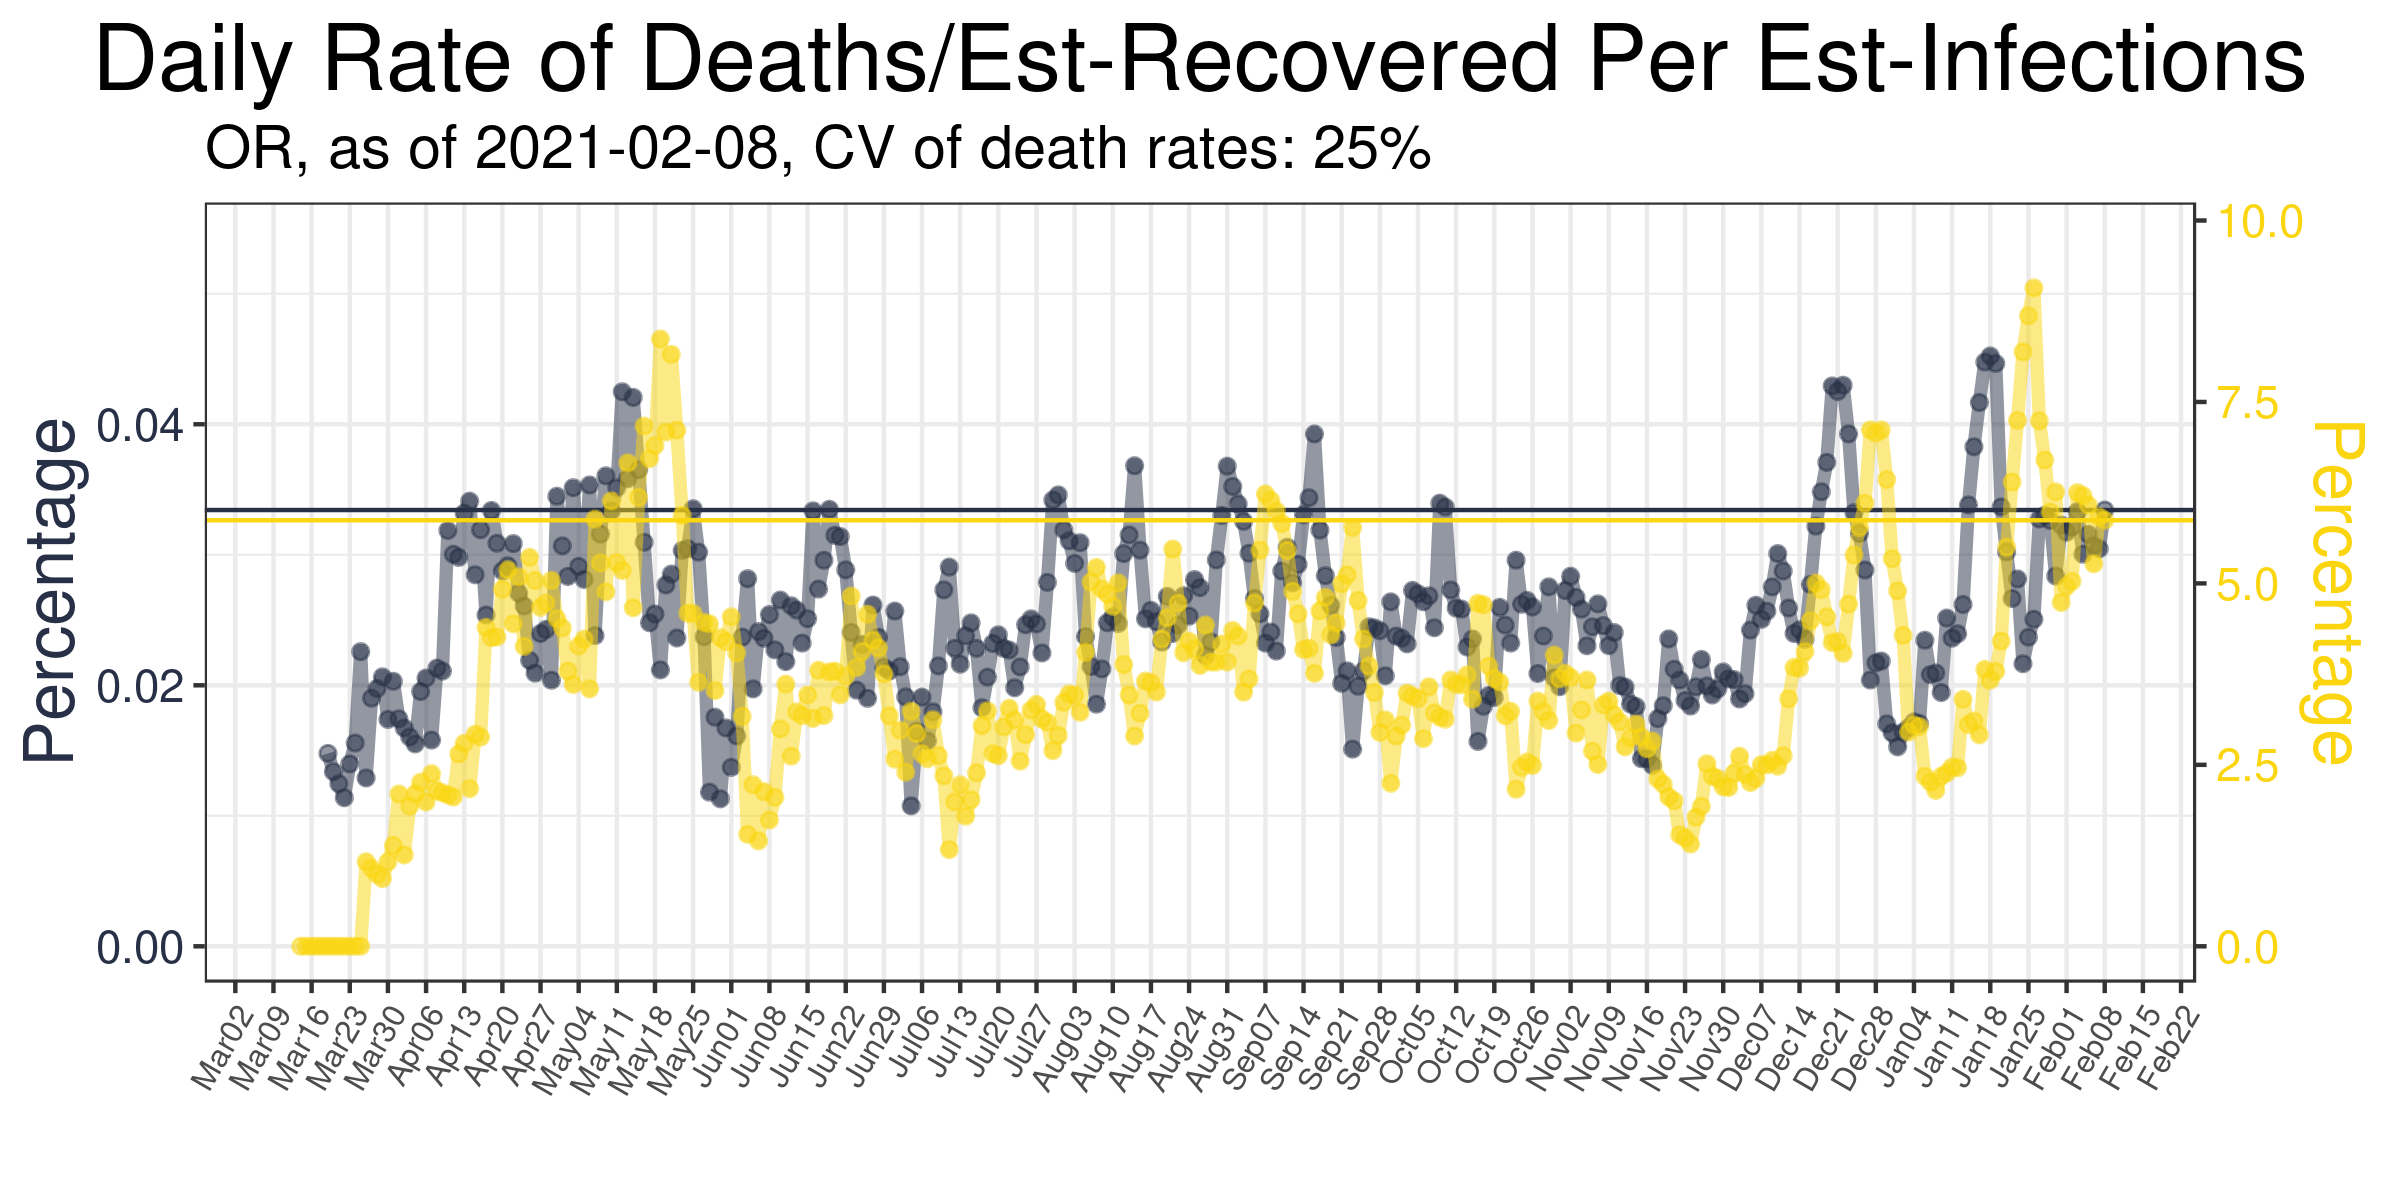 Daily Rate of Deaths/Est-Recovered Per Est-Infections
OR, as of 2021-02-08, CV of death rates: 25%
Percentage
0.04
0.02
0.00
10.0
7.5
5.0
2.5
0.0
Percentage
Mar02
Mar09
Mar16
Mar23
Mar30
Apr06
Apr13
Apr20
Apr27
May04
May11
May18
May25
Jun01
Jun08
Jun15
Jun22
Jun29
Jul06
Jul13
Jul20
Jul27
Aug03
Aug10
Aug17
Aug24
Aug31
Sep07
Sep14
Sep21
Sep28
Oct05
Oct12
Oct19
Oct26
Nov02
Nov09
Nov16
Nov23
Nov30
Dec07
Dec14
Dec21
Dec28
Jan04
Jan11
Jan18
Jan25
Feb01
Feb08
Feb15
Feb22